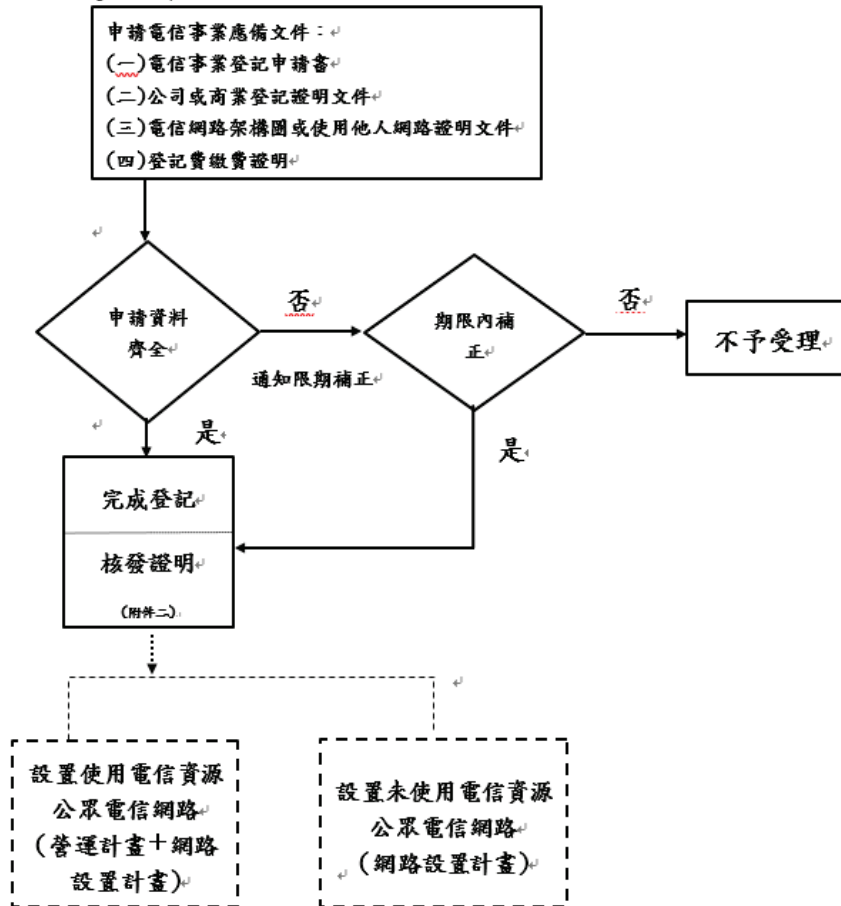 申請電信事業應備文件：
(一)電信事業登記申請書
(二)公司或商業登記證明文件
(三)電信網路架構圖或使用他人網路證明文件
(四)登記費繳費證明
申請資料
齊全
否
通知限期補正
期限內補
正
否
不予受理
是
是
完成登記
核發證明
(附件二)
設置使用電信資源
公眾電信網路
(營運計畫＋網路
設置計畫)
設置未使用電信資源
公眾電信網路
(網路設置計畫)